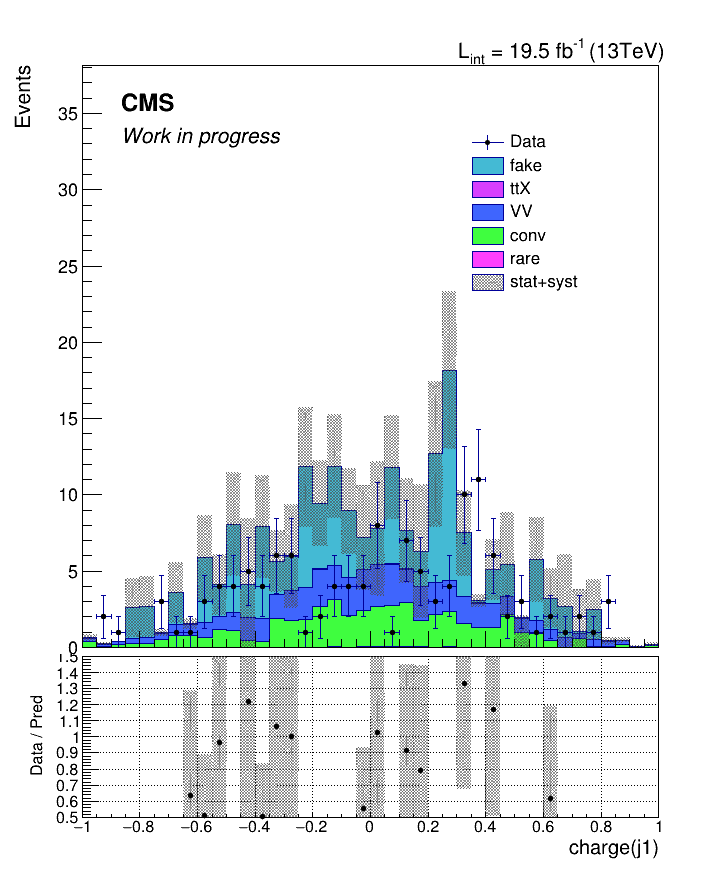 L_int = 19.5 fb^-1 (13TeV)
Events
CMS
Work in progress
Data
fake
ttX
VV
conv
rare
stat+syst
35
30
25
20
15
10
5
0
Data / Pred
1.5
1.4
1.3
1.2
1.1
1
0.9
0.8
0.7
0.6
0.5
−1 −0.8 −0.6 −0.4 −0.2 0 0.2 0.4 0.6 0.8 1
charge(j1)